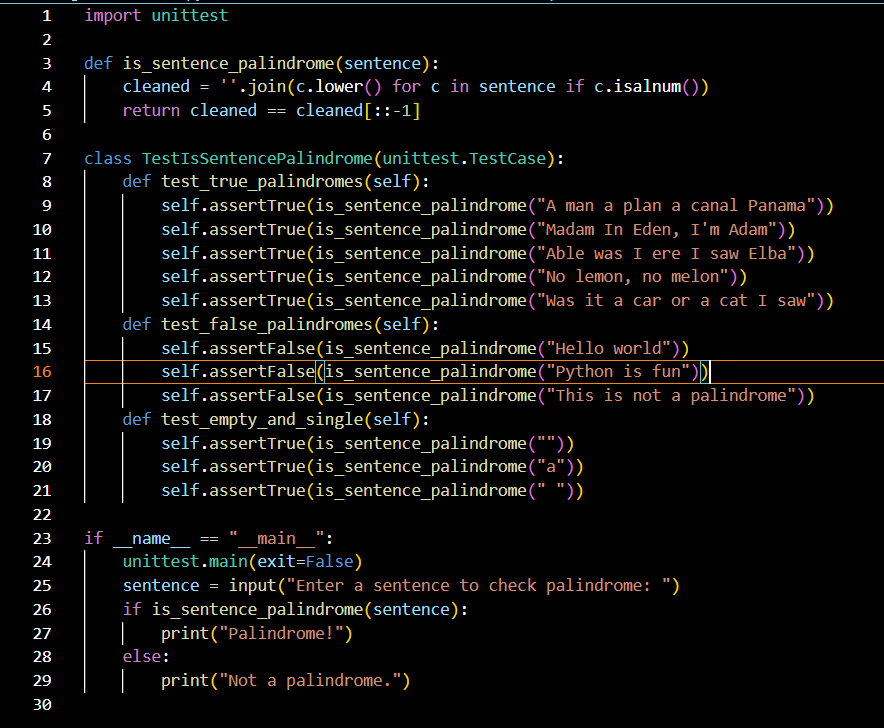 1 import unittest
2
3 def is_sentence_palindrome(sentence):
4     cleaned = ''.join(c.lower() for c in sentence if c.isalnum())
5     return cleaned == cleaned[::-1]
6
7 class TestIsSentencePalindrome(unittest.TestCase):
8     def test_true_palindromes(self):
9         self.assertTrue(is_sentence_palindrome("A man a plan a canal Panama"))
10         self.assertTrue(is_sentence_palindrome("Madam In Eden, I'm Adam"))
11         self.assertTrue(is_sentence_palindrome("Able was I ere I saw Elba"))
12         self.assertTrue(is_sentence_palindrome("No lemon, no melon"))
13         self.assertTrue(is_sentence_palindrome("Was it a car or a cat I saw"))
14     def test_false_palindromes(self):
15         self.assertFalse(is_sentence_palindrome("Hello world"))
16         self.assertFalse(is_sentence_palindrome("Python is fun"))
17         self.assertFalse(is_sentence_palindrome("This is not a palindrome"))
18     def test_empty_and_single(self):
19         self.assertTrue(is_sentence_palindrome(""))
20         self.assertTrue(is_sentence_palindrome("a"))
21         self.assertTrue(is_sentence_palindrome(" "))
22
23 if __name__ == "__main__":
24     unittest.main(exit=False)
25     sentence = input("Enter a sentence to check palindrome: ")
26     if is_sentence_palindrome(sentence):
27         print("Palindrome!")
28     else:
29         print("Not a palindrome.")
30